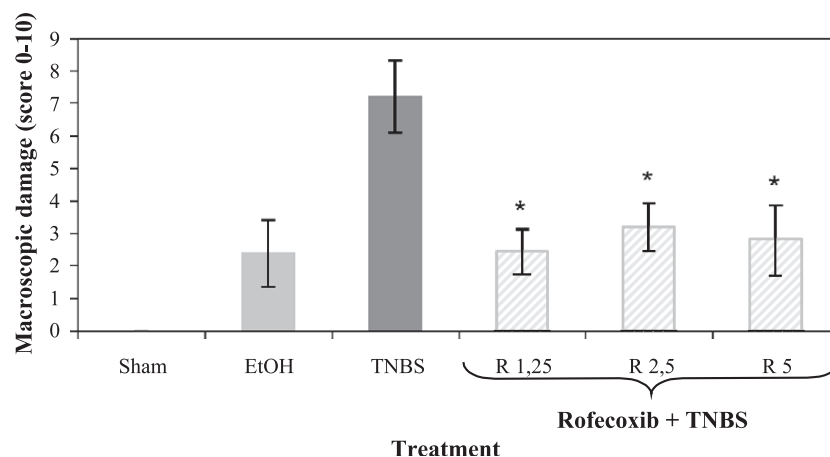 Macroscopic damage (score 0-10)
9
8
7
6
5
4
3
2
1
0
*
*
*
Sham
EtOH
TNBS
R 1,25
R 2,5
R 5
Rofecoxib + TNBS
Treatment